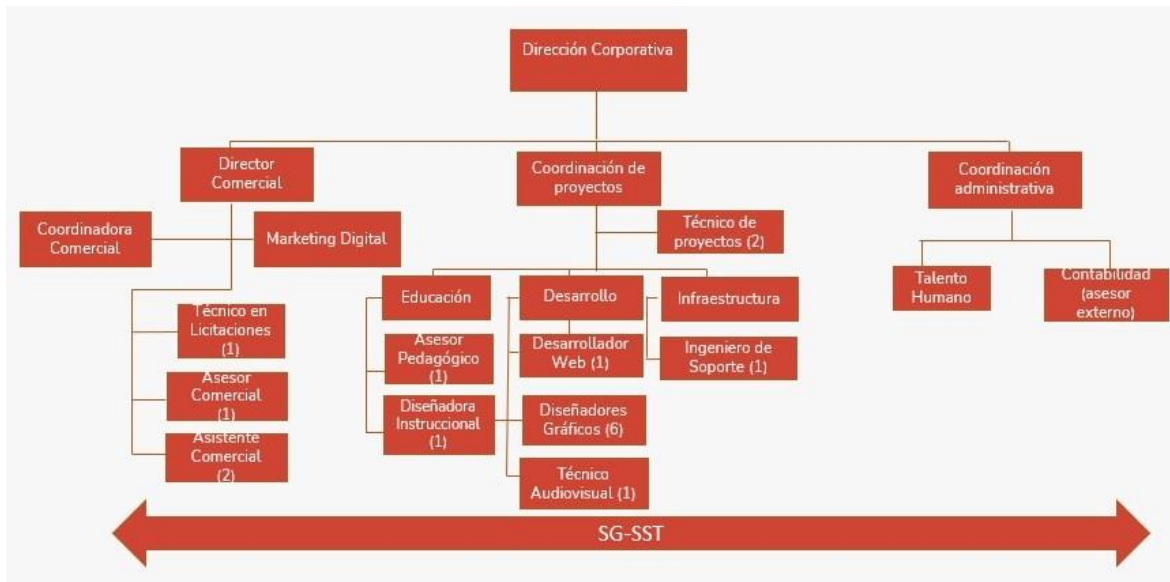 Dirección Corporativa
Director
Comercial
Coordinación de
proyectos
Coordinación
administrativa
Coordinadora
Comercial
Marketing Digital
Técnico de
proyectos (2)
Talento
Humano
Contabilidad
(asesor
externo)
Educación
Desarrollo
Infraestructura
Técnico en
Licitaciones
(1)
Asesor
Pedagógico
(1)
Desarrollador
Web (1)
Ingeniero de
Soporte (1)
Asesor
Comercial
(1)
Diseñadora
Instruccional
(1)
Diseñadores
Gráficos (6)
Asistente
Comercial
(2)
Técnico
Audiovisual (1)
SG-SST